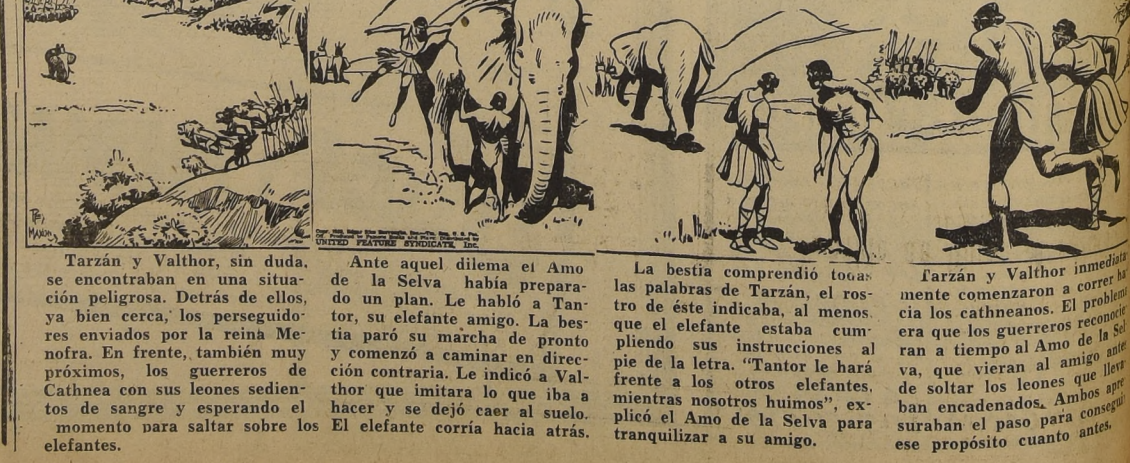 REX
MAXON
UNITED FEATURE SYNDICATE, Inc.
Tarzán y Valthor, sin duda,
se encontraban en una situa-
ción peligrosa. Detrás de ellos,
ya bien cerca, los perseguido-
res enviados por la reina Me-
nofra. En frente, también muy
próximos, los guerreros de
Cathnea con sus leones sedien-
tos de sangre y esperando el
momento para saltar sobre los
elefantes.
Ante aquel dilema el Amo
de la Selva había prepara-
do un plan. Le habló a Tan-
tor, su elefante amigo. La bes-
tia paró su marcha de pronto
y comenzó a caminar en direc-
ción contraria. Le indicó a Val-
thor que imitara lo que iba a
hacer y se dejó caer al suelo.
El elefante corría hacia atrás.
La bestia comprendió todas
las palabras de Tarzán, el ros-
tro de éste indicaba, al menos,
que el elefante estaba cum-
pliendo sus instrucciones al
pie de la letra. "Tantor le hará
frente a los otros elefantes,
mientras nosotros huimos", ex-
plicó el Amo de la Selva para
tranquilizar a su amigo.
Tarzán y Valthor inmediata-
mente comenzaron a correr ha-
cia los cathneanos. El problema
era que los guerreros reconocie-
ran a tiempo al Amo de la Sel-
va, que vieran al amigo antes
de soltar los leones que lleva-
ban encadenados. Ambos apre-
suraban el paso para conseguir
ese propósito cuanto antes.